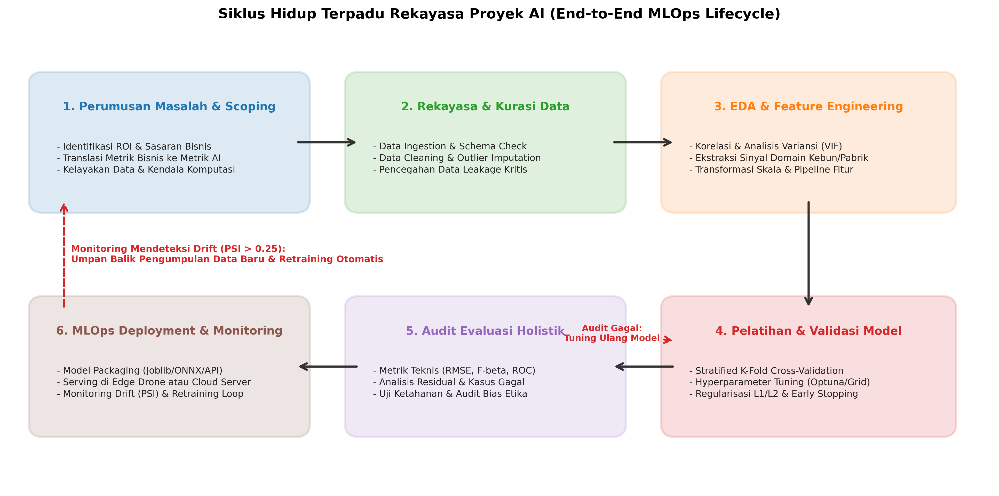 Siklus Hidup Terpadu Rekayasa Proyek AI (End-to-End MLOps Lifecycle)
1. Perumusan Masalah & Scoping
- Identifikasi ROI & Sasaran Bisnis
- Translasi Metrik Bisnis ke Metrik AI
- Kelayakan Data & Kendala Komputasi
2. Rekayasa & Kurasi Data
- Data Ingestion & Schema Check
- Data Cleaning & Outlier Imputation
- Pencegahan Data Leakage Kritis
3. EDA & Feature Engineering
- Korelasi & Analisis Variansi (VIF)
- Ekstraksi Sinyal Domain Kebun/Pabrik
- Transformasi Skala & Pipeline Fitur
Monitoring Mendeteksi Drift (PSI > 0.25):
Umpan Balik Pengumpulan Data Baru & Retraining Otomatis
6. MLOps Deployment & Monitoring
- Model Packaging (Joblib/ONNX/API)
- Serving di Edge Drone atau Cloud Server
- Monitoring Drift (PSI) & Retraining Loop
5. Audit Evaluasi Holistik
- Metrik Teknis (RMSE, F-beta, ROC)
- Analisis Residual & Kasus Gagal
- Uji Ketahanan & Audit Bias Etika
Audit Gagal:
Tuning Ulang Model
4. Pelatihan & Validasi Model
- Stratified K-Fold Cross-Validation
- Hyperparameter Tuning (Optuna/Grid)
- Regularisasi L1/L2 & Early Stopping